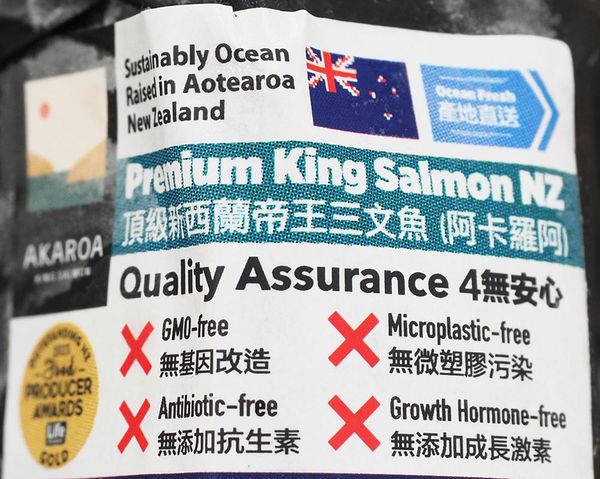 Sustainably Ocean
Raised in Aotearoa
New Zealand
Ocean Fresh
產地直送
Premium King Salmon NZ
頂級新西蘭帝王三文魚 (阿卡羅阿)
AKAROA
KING SALMON
Quality Assurance 4無安心
GMO-free
無基因改造
Microplastic-free
無微塑膠污染
Antibiotic-free
無添加抗生素
Growth Hormone-free
無添加成長激素
OUTSTANDING NZ
Food
PRODUCER
AWARDS
Life
GOLD